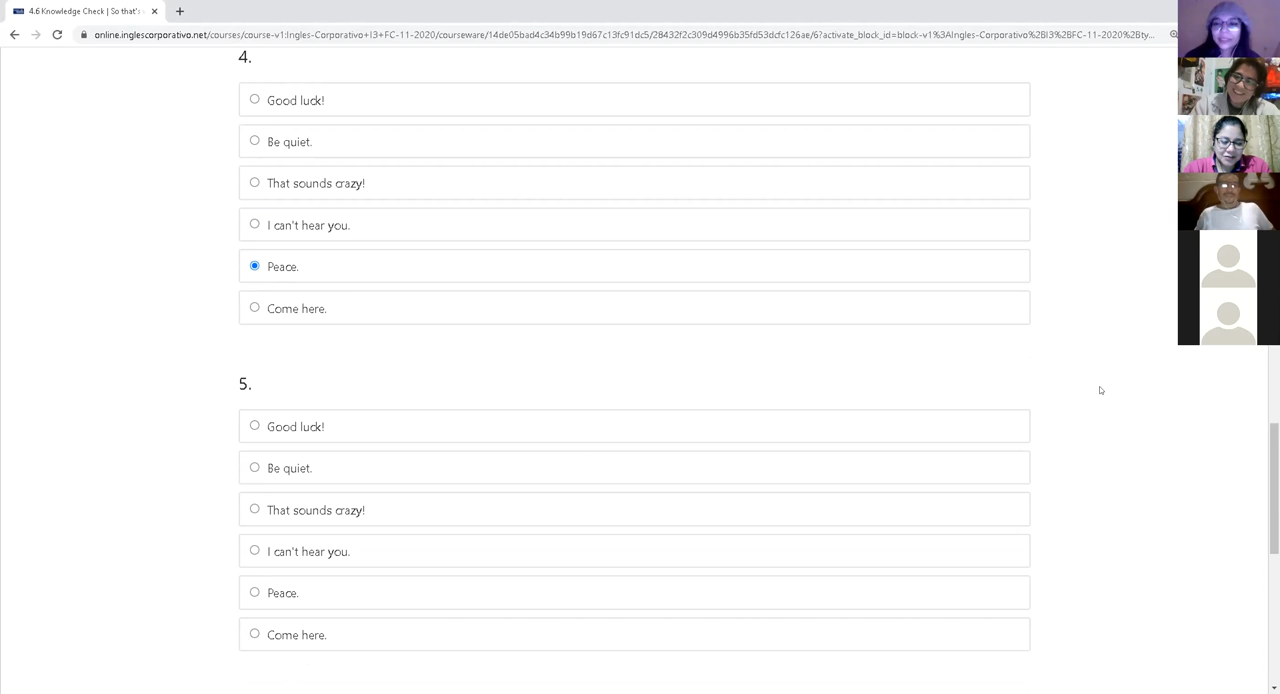 4.6 Knowledge Check | So that's
online.inglescorporativo.net/courses/course-v1:Ingles-Corporativo+I3+FC-11-2020/courseware/14de0f2cd4c34b99b19d67c13fc91dc5/28432f2c309d4996b35fd53dcfc126ae/6?activate_block_id=block-v1%3AIngles-Corporativo%2BI3%2BFC-11-2020%2Bty...
4.
Good luck!
Be quiet.
That sounds crazy!
I can't hear you.
Peace.
Come here.
5.
Good luck!
Be quiet.
That sounds crazy!
I can't hear you.
Peace.
Come here.